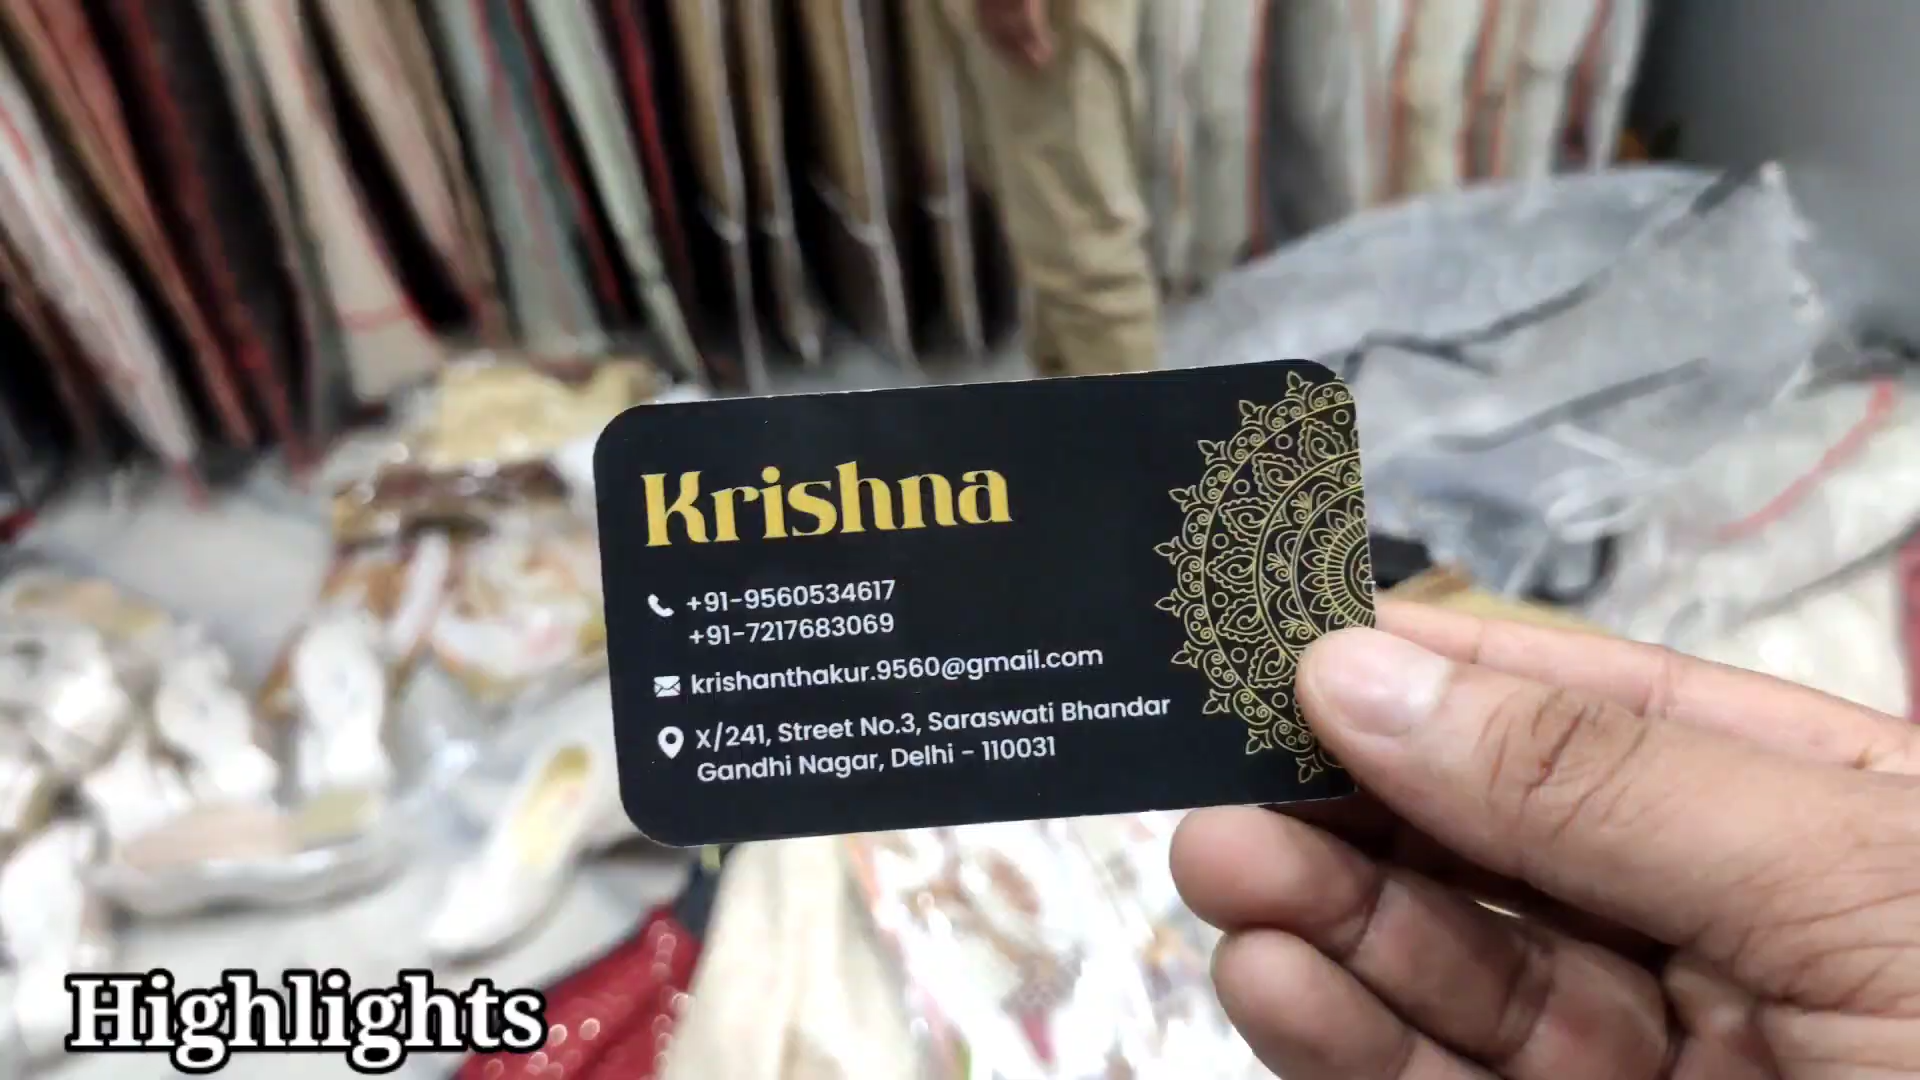 Krishna
+91-9560534617
+91-7217683069
krishanthakur.9560@gmail.com
X/241, Street No.3, Saraswati Bhandar
Gandhi Nagar, Delhi - 110031
Highlights